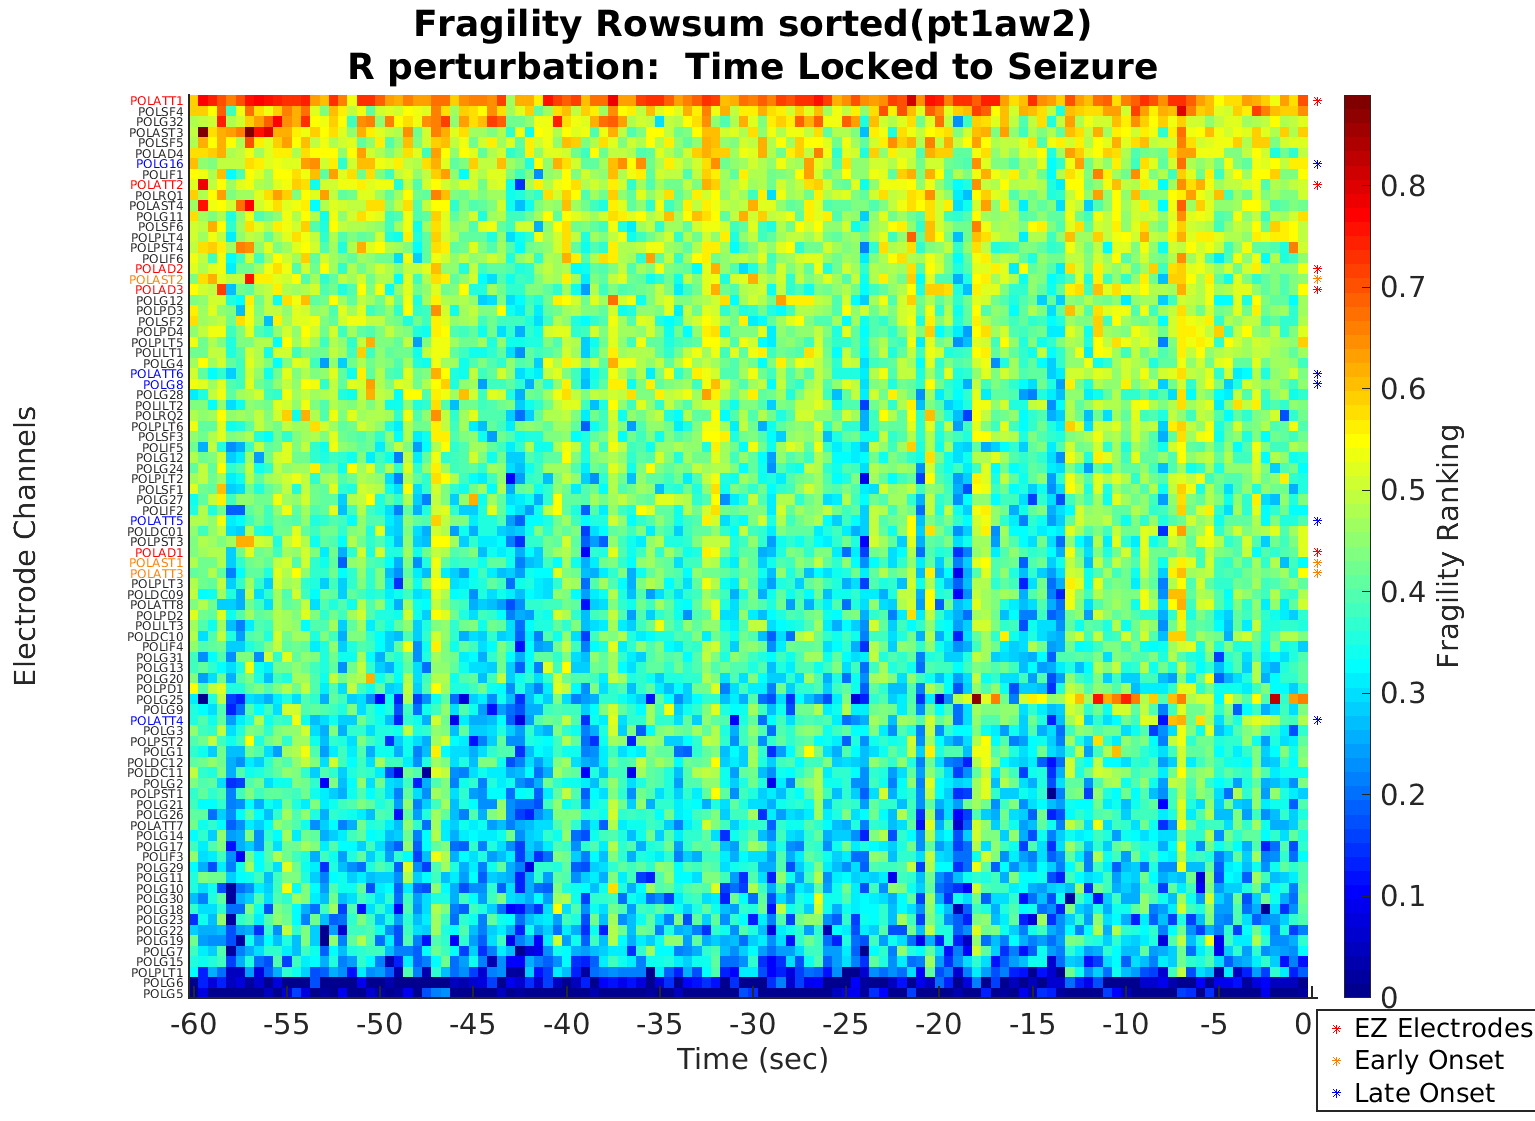 Fragility Rowsum sorted(pt1aw2)
R perturbation:  Time Locked to Seizure
Electrode Channels
POLATT1
POLSF4
POLG32
POLAST3
POLSF5
POLAD4
POLG16
POLIF1
POLATT2
POLRQ1
POLAST4
POLG11
POLSF6
POLPLT4
POLPST4
POLIF6
POLAD2
POLAST2
POLAD3
POLG12
POLPD3
POLSF2
POLPD4
POLPLT5
POLILT1
POLG4
POLATT6
POLG8
POLG28
POLILT2
POLRQ2
POLPLT6
POLSF3
POLIF5
POLG12
POLG24
POLPLT2
POLSF1
POLG27
POLIF2
POLATT5
POLDC01
POLPST3
POLAD1
POLAST1
POLATT3
POLPLT3
POLDC09
POLATT8
POLPD2
POLILT3
POLDC10
POLIF4
POLG31
POLG13
POLG20
POLPD1
POLG25
POLG9
POLATT4
POLG3
POLPST2
POLG1
POLDC12
POLDC11
POLG2
POLPST1
POLG21
POLG26
POLATT7
POLG14
POLG17
POLIF3
POLG29
POLG11
POLG10
POLG30
POLG18
POLG23
POLG22
POLG19
POLG7
POLG15
POLPLT1
POLG6
POLG5
-60 -55 -50 -45 -40 -35 -30 -25 -20 -15 -10 -5 0
Time (sec)
0.8
0.7
0.6
0.5
0.4
0.3
0.2
0.1
0
Fragility Ranking
EZ Electrodes
Early Onset
Late Onset